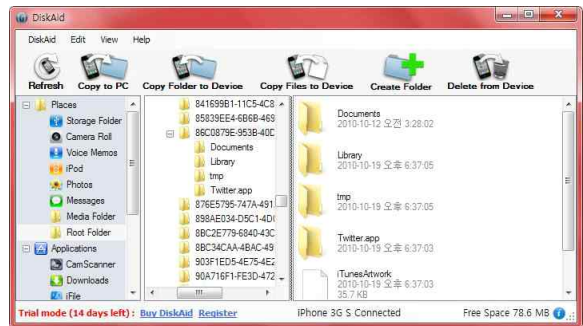 DiskAid
DiskAid Edit View Help
Refresh Copy to PC Copy Folder to Device Copy Files to Device Create Folder Delete from Device
Places
Storage Folder
Camera Roll
Voice Memos
iPod
Photos
Messages
Media Folder
Root Folder
Applications
CamScanner
Downloads
iFile
841699B1-11C5-4C8
85839EE4-6B6B-469
86C0879E-953B-40D
Documents
Library
tmp
Twitter.app
876E5795-747A-491
898AE034-D5C1-4D
8BC2E779-6840-43C
8BC34CAA-4BAC-49
903F1ED5-4E75-4E2
90A716F1-FE3D-472
Documents
2010-10-12 오전 3:28:02
Library
2010-10-19 오후 6:37:05
tmp
2010-10-19 오후 6:37:05
Twitter.app
2010-10-19 오후 6:37:03
iTunesArtwork
2010-10-19 오후 6:37:03
35.7 KB
Trial mode (14 days left) : Buy DiskAid Register iPhone 3G S Connected Free Space 78.6 MB